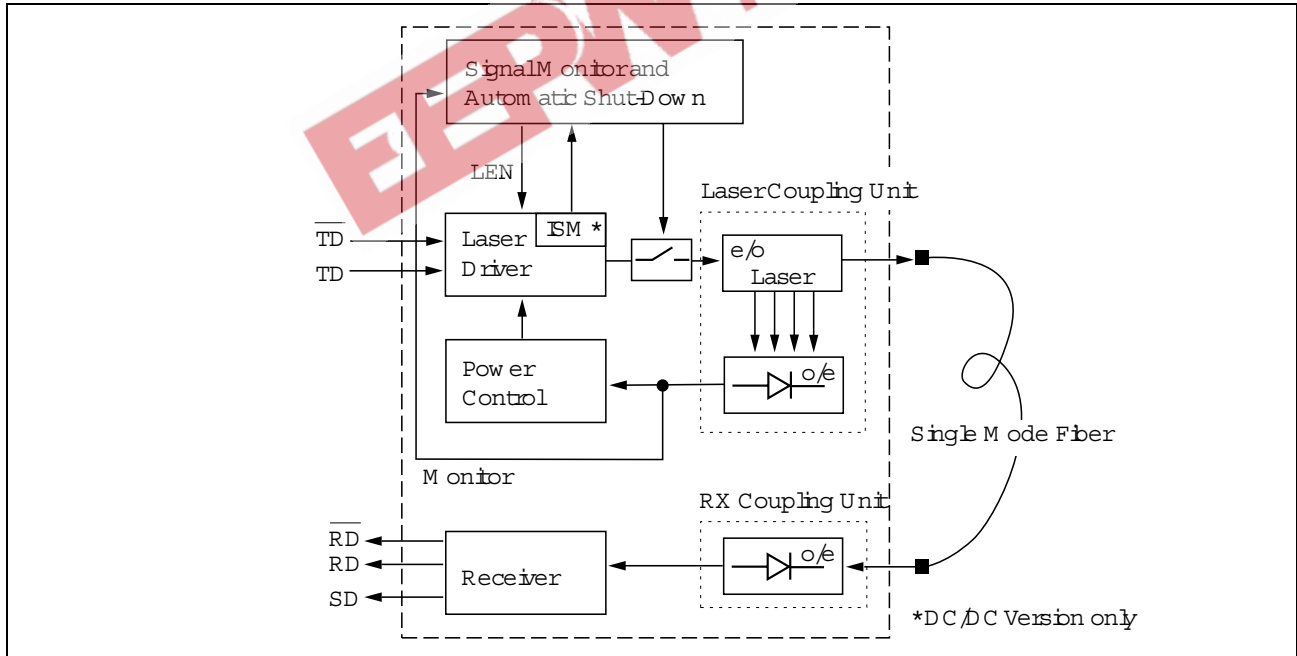 Signal Monitor and
Automatic Shut-Down
LEN
Laser Coupling Unit
TD
TD
Laser
Driver
ISM *
e/o
Laser
Power
Control
o/e
Single Mode Fiber
Monitor
RX Coupling Unit
RD
RD
SD
Receiver
o/e
*DC/DC Version only